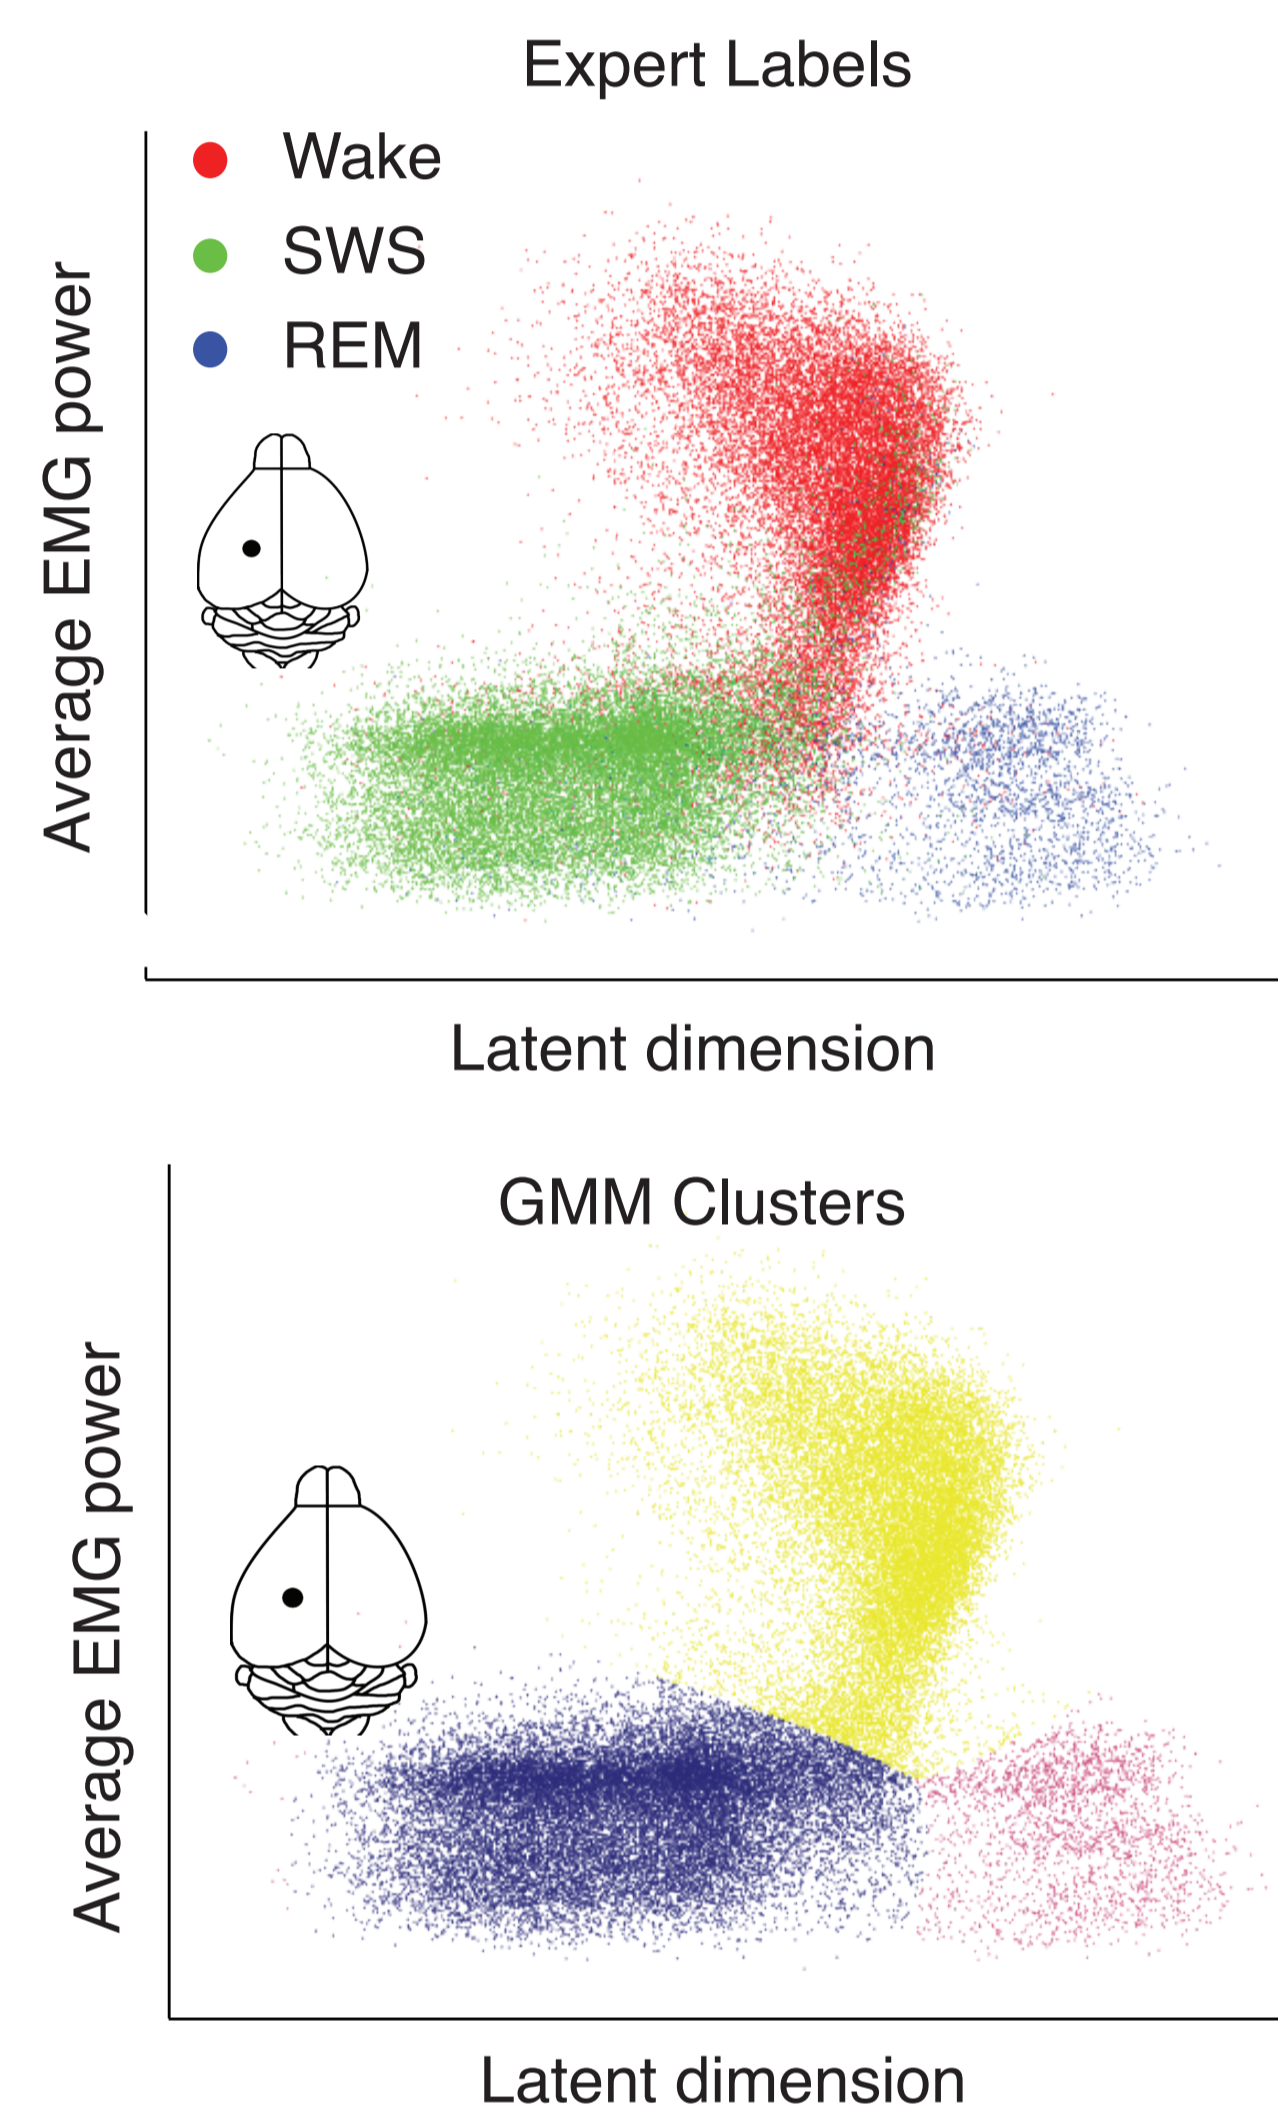 Expert Labels
Wake
SWS
REM
Average EMG power
Latent dimension
GMM Clusters
Average EMG power
Latent dimension